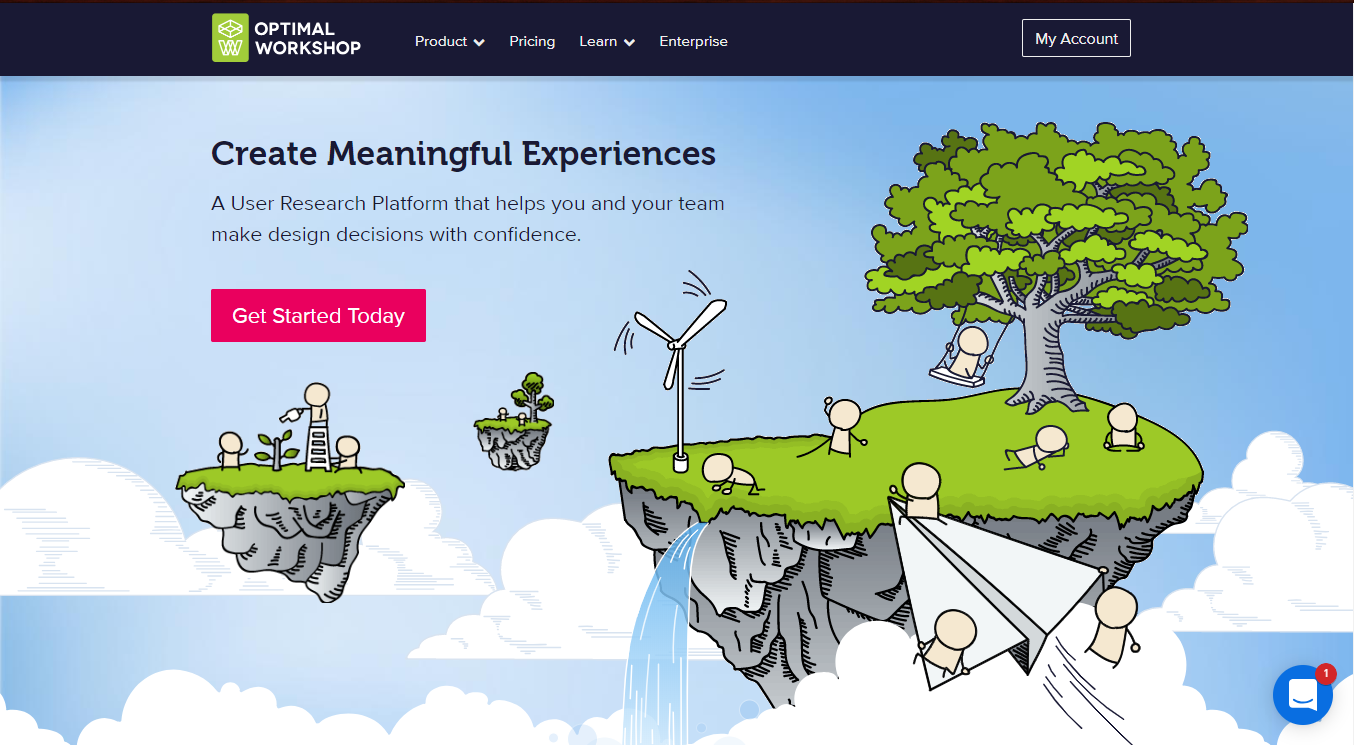 OPTIMAL
WORKSHOP
Product
Pricing
Learn
Enterprise
My Account
Create Meaningful Experiences
A User Research Platform that helps you and your team
make design decisions with confidence.
Get Started Today
1